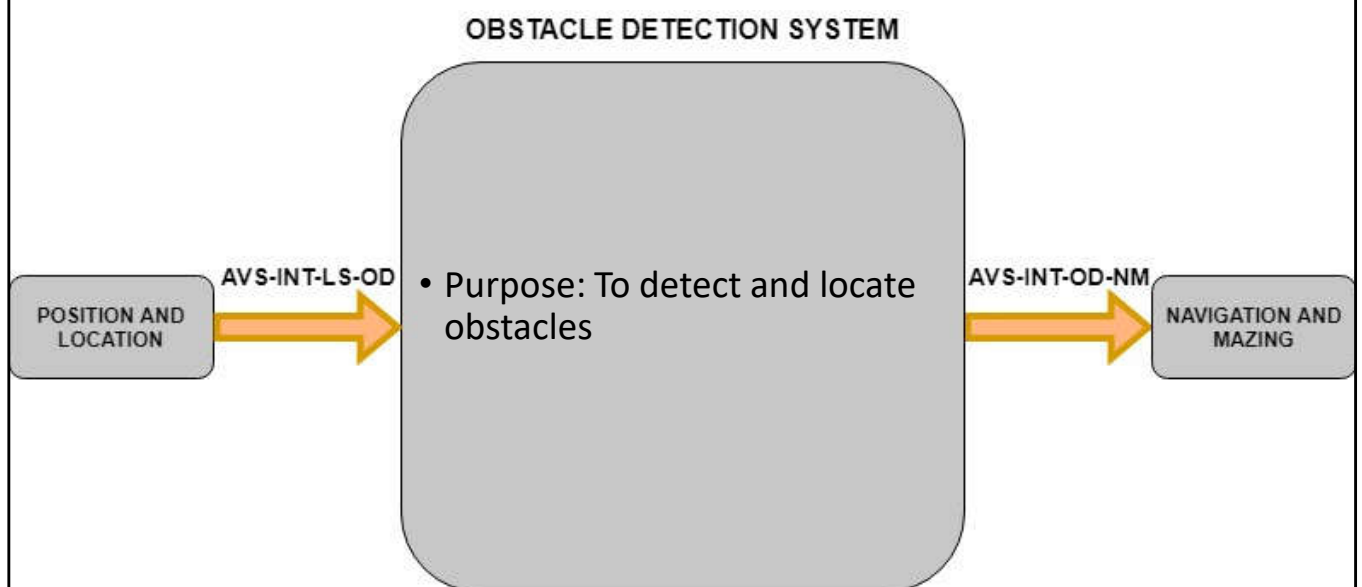 OBSTACLE DETECTION SYSTEM
AVS-INT-LS-OD
AVS-INT-OD-NM
POSITION AND
LOCATION
• Purpose: To detect and locate
obstacles
NAVIGATION AND
MAZING